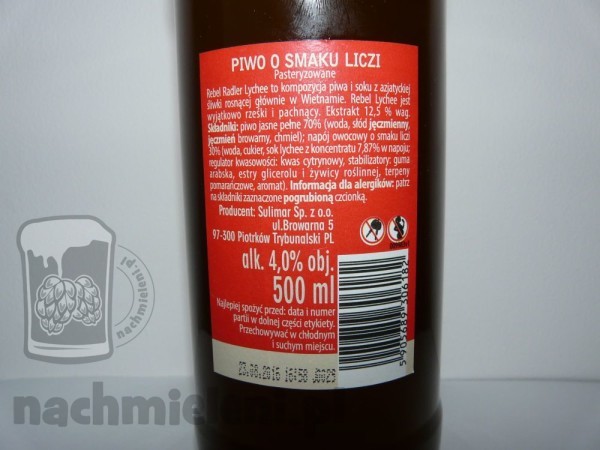 PIWO O SMAKU LICZI
Pasteryzowane
Rebel Radler Lychee to kompozycja piwa i soku z azjatyckiej
śliwki rosnącej głównie w Wietnamie. Rebel Lychee jest
wyjątkowo rześki i pachnący. Ekstrakt 12,5 % wag.
Składniki: piwo jasne pełne 70% (woda, słód jęczmienny,
jęczmień browarny, chmiel); napój owocowy o smaku liczi
30% (woda, cukier, sok lychee z koncentratu 7,87% w napoju;
regulator kwasowości: kwas cytrynowy, stabilizatory: guma
arabska, estry glicerolu i żywicy roślinnej, terpeny
pomarańczowe, aromat). Informacja dla alergików: patrz
na składniki zaznaczone pogrubioną czcionką.
Producent: Sulimar Sp. z o.o.
ul.Browarna 5
97-300 Piotrków Trybunalski PL
alk. 4,0% obj.
500 ml
Najlepiej spożyć przed: data i numer
partii w dolnej części etykiety.
Przechowywać w chłodnym
i suchym miejscu.
23.08.2016 16:58
nachmieleni.pl